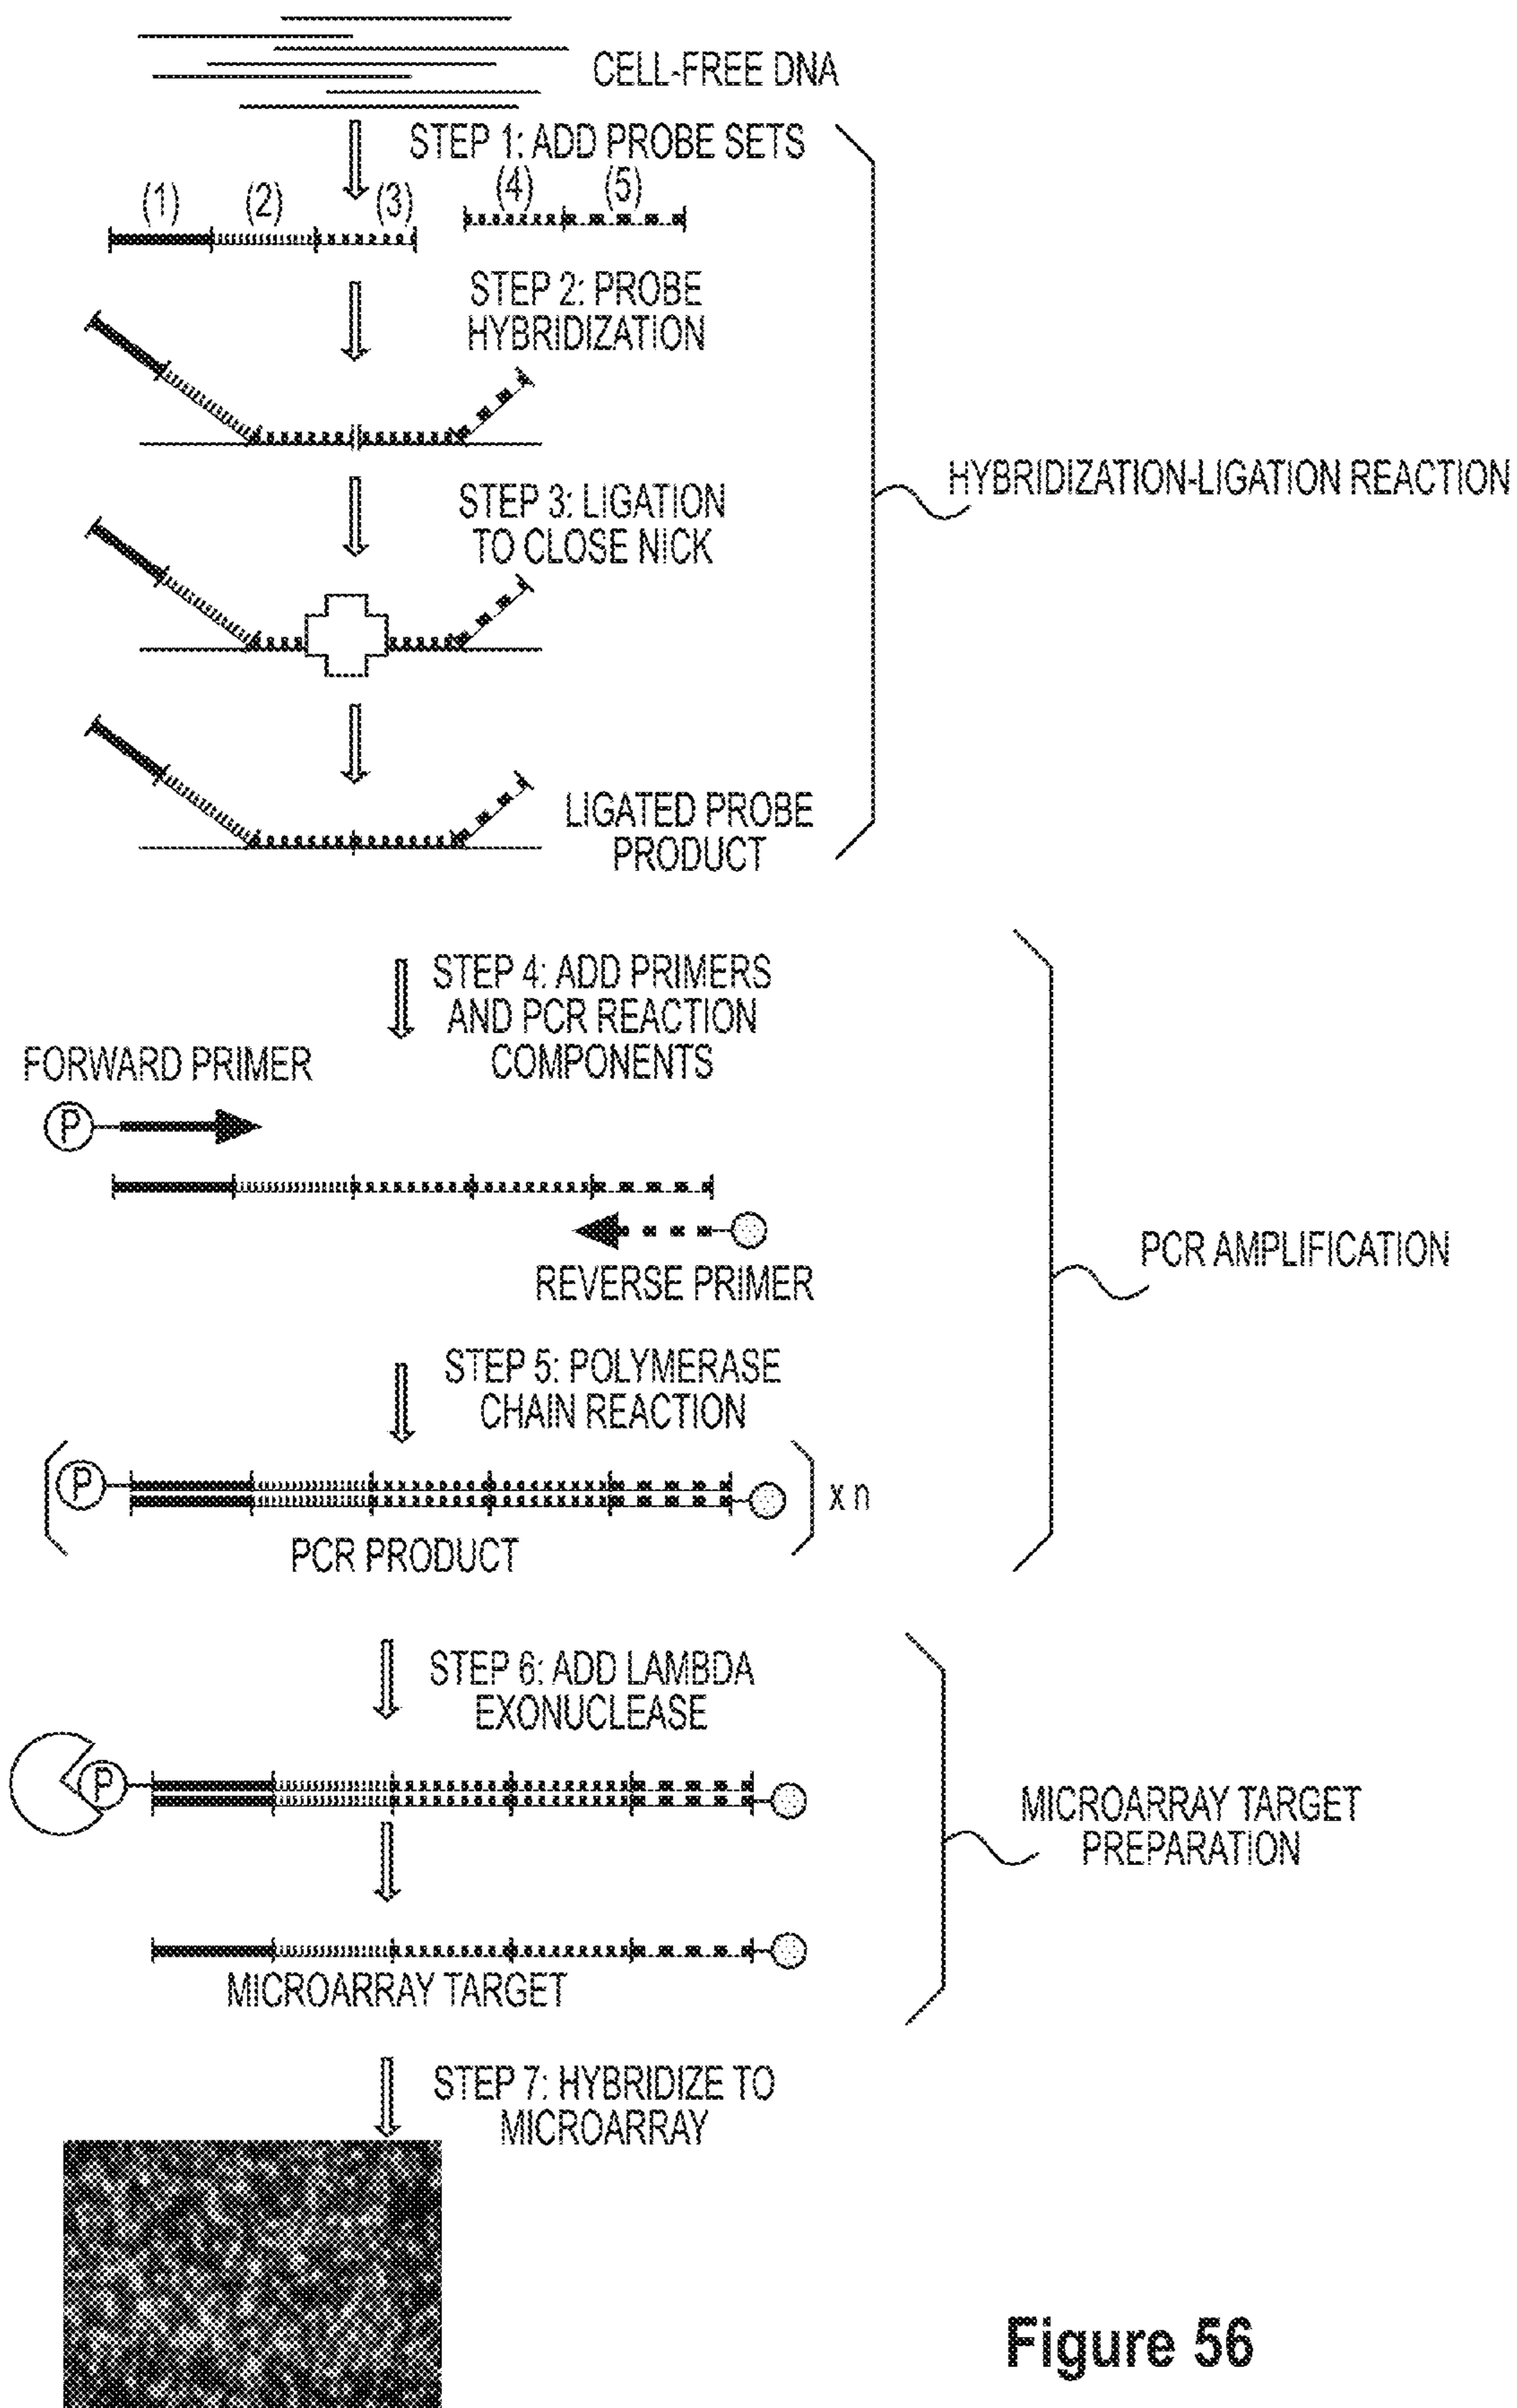 CELL-FREE DNA
STEP 1: ADD PROBE SETS
(1) (2) (3) (4) (5)
STEP 2: PROBE
HYBRIDIZATION
HYBRIDIZATION-LIGATION REACTION
STEP 3: LIGATION
TO CLOSE NICK
LIGATED PROBE
PRODUCT
STEP 4: ADD PRIMERS
AND PCR REACTION
COMPONENTS
FORWARD PRIMER
P
REVERSE PRIMER
PCR AMPLIFICATION
STEP 5: POLYMERASE
CHAIN REACTION
P
x n
PCR PRODUCT
STEP 6: ADD LAMBDA
EXONUCLEASE
P
MICROARRAY TARGET
PREPARATION
MICROARRAY TARGET
STEP 7: HYBRIDIZE TO
MICROARRAY
Figure 56